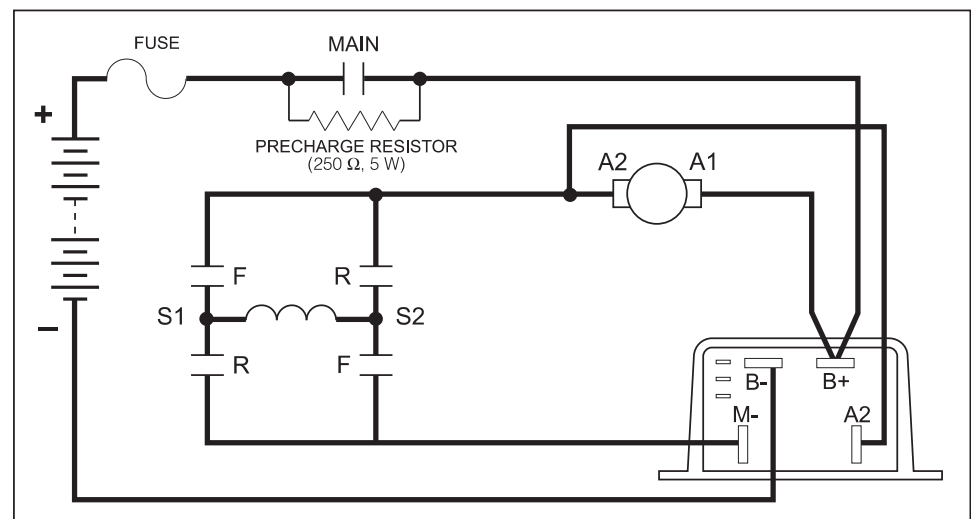 FUSE
MAIN
+
PRECHARGE RESISTOR
(250 Ω, 5 W)
A2 A1
F R
S1 S2
R F
B- B+
M- A2
–